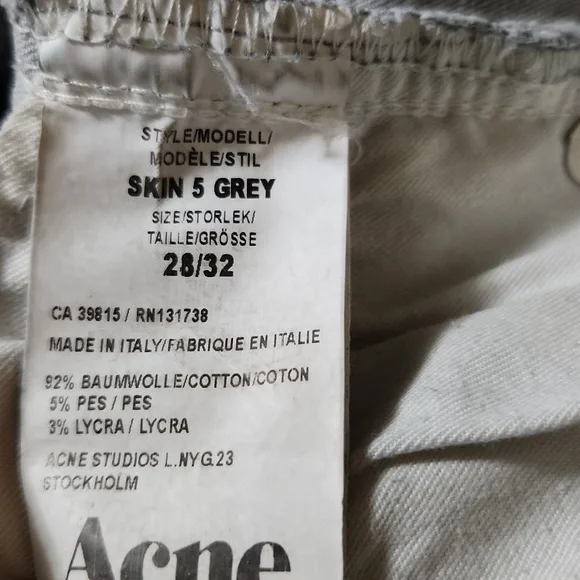 STYLE/MODELL/
MODÈLE/STIL
SKIN 5 GREY
SIZE/STORLEK/
TAILLE/GRÖSSE
28/32
CA 39815 / RN131738
MADE IN ITALY/FABRIQUE EN ITALIE
92% BAUMWOLLE/COTTON/COTON
5% PES / PES
3% LYCRA / LYCRA
ACNE STUDIOS L.NYG.23
STOCKHOLM
Acne